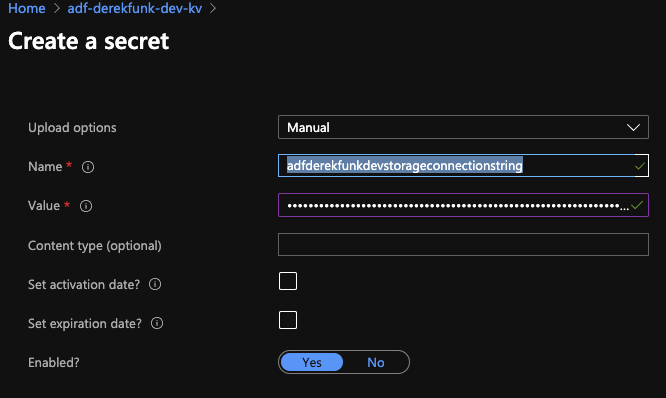 Home > adf-derekfunk-dev-kv >
Create a secret
Upload options Manual
Name * adfderekfunkdevstorageconnectionstring
Value * ••••••••••••••••••••••••••••••••••••••••••••••••••••••••••••••••...
Content type (optional)
Set activation date?
Set expiration date?
Enabled? Yes No